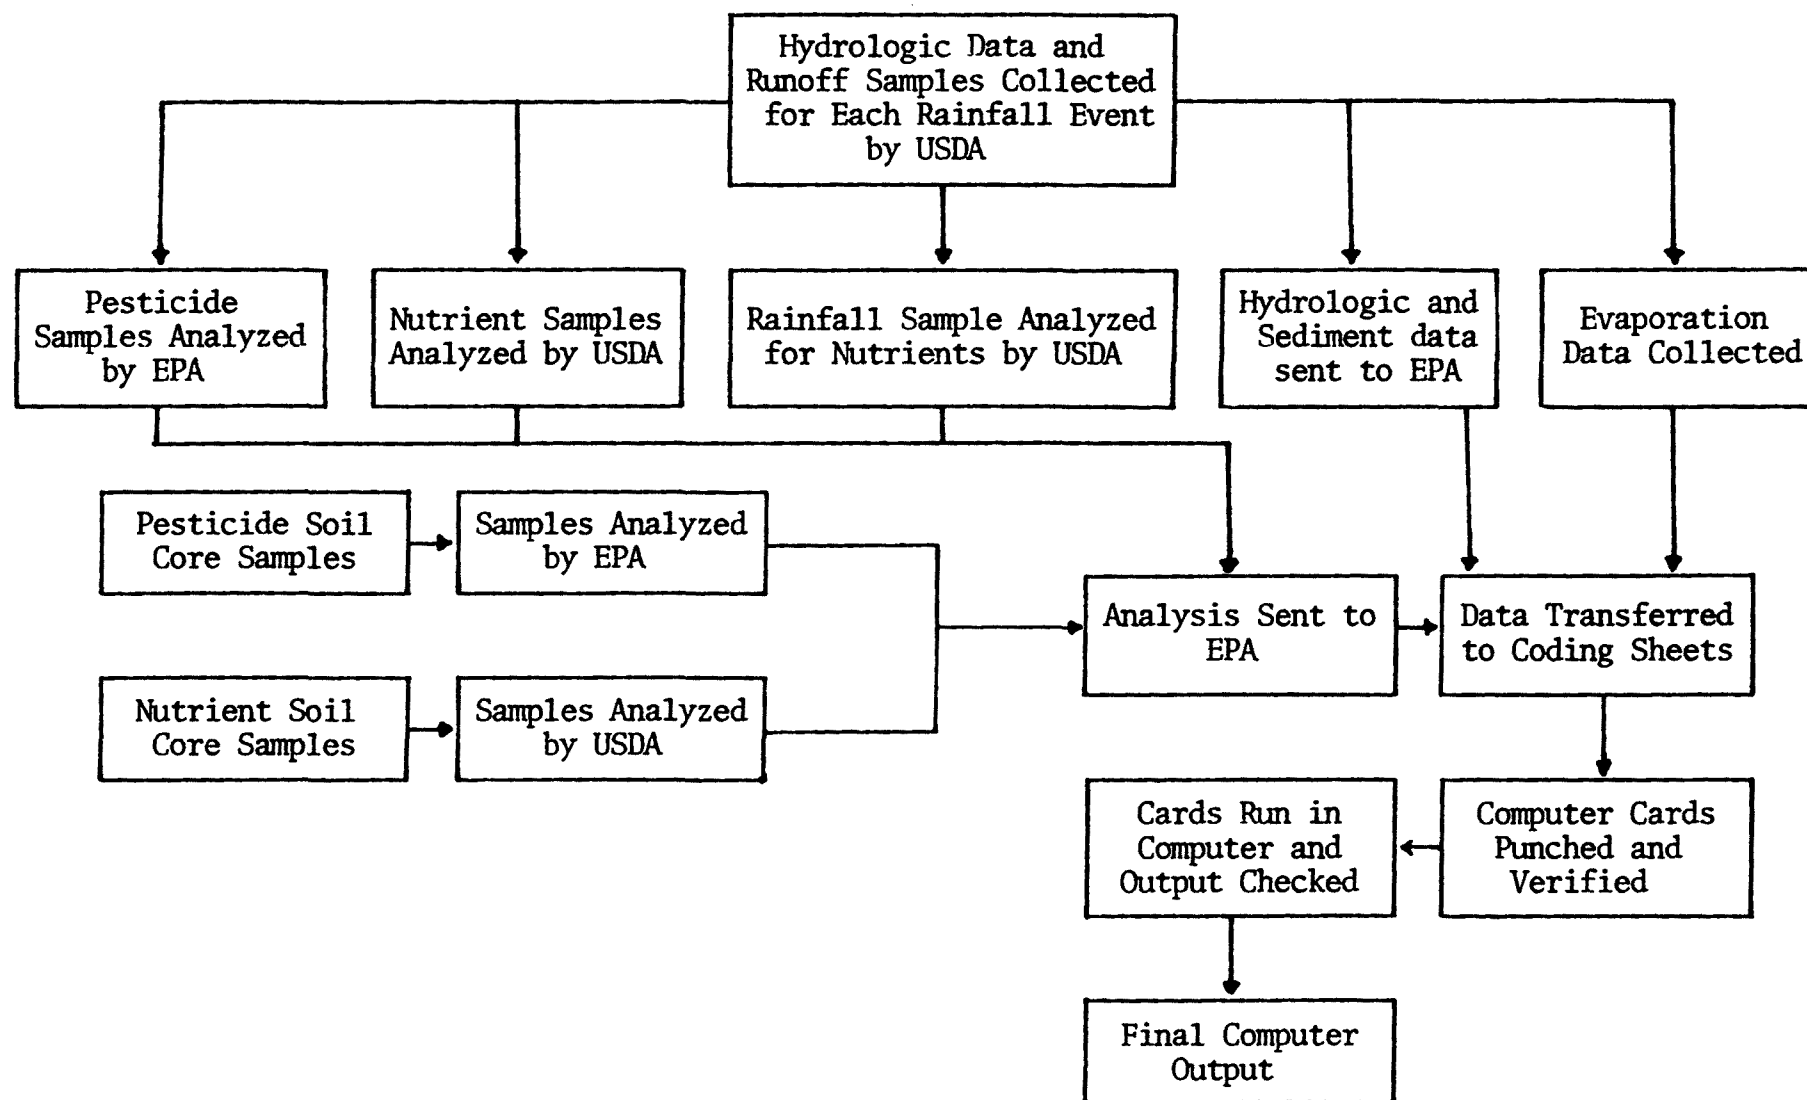 Hydrologic Data and
Runoff Samples Collected
for Each Rainfall Event
by USDA
Pesticide
Samples Analyzed
by EPA
Nutrient Samples
Analyzed by USDA
Rainfall Sample Analyzed
for Nutrients by USDA
Hydrologic and
Sediment data
sent to EPA
Evaporation
Data Collected
Pesticide Soil
Core Samples
Samples Analyzed
by EPA
Analysis Sent to
EPA
Data Transferred
to Coding Sheets
Nutrient Soil
Core Samples
Samples Analyzed
by USDA
Cards Run in
Computer and
Output Checked
Computer Cards
Punched and
Verified
Final Computer
Output